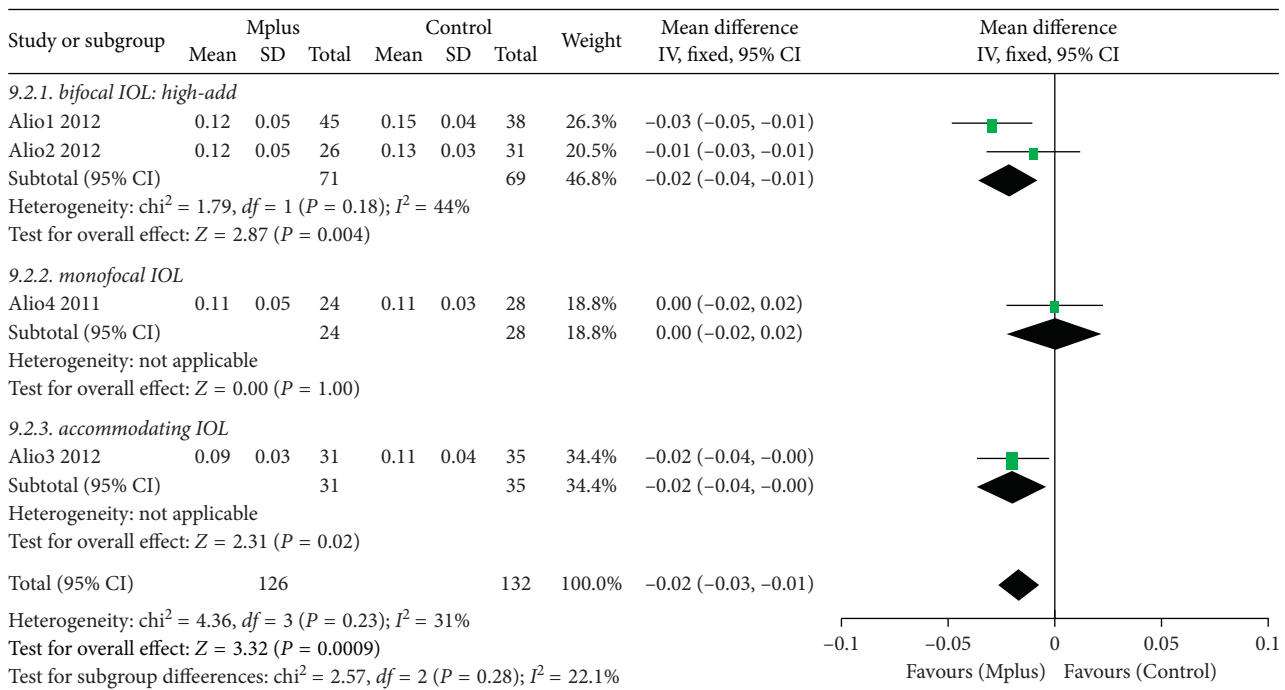 Study or subgroup Mplus Control Weight Mean difference Mean difference
Mean SD Total Mean SD Total IV, fixed, 95% CI IV, fixed, 95% CI
9.2.1. bifocal IOL: high-add
Alio1 2012 0.12 0.05 45 0.15 0.04 38 26.3% –0.03 (–0.05, –0.01)
Alio2 2012 0.12 0.05 26 0.13 0.03 31 20.5% –0.01 (–0.03, –0.01)
Subtotal (95% CI) 71 69 46.8% –0.02 (–0.04, –0.01)
Heterogeneity: chi² = 1.79, df = 1 (P = 0.18); I² = 44%
Test for overall effect: Z = 2.87 (P = 0.004)
9.2.2. monofocal IOL
Alio4 2011 0.11 0.05 24 0.11 0.03 28 18.8% 0.00 (–0.02, 0.02)
Subtotal (95% CI) 24 28 18.8% 0.00 (–0.02, 0.02)
Heterogeneity: not applicable
Test for overall effect: Z = 0.00 (P = 1.00)
9.2.3. accommodating IOL
Alio3 2012 0.09 0.03 31 0.11 0.04 35 34.4% –0.02 (–0.04, –0.00)
Subtotal (95% CI) 31 35 34.4% –0.02 (–0.04, –0.00)
Heterogeneity: not applicable
Test for overall effect: Z = 2.31 (P = 0.02)
Total (95% CI) 126 132 100.0% –0.02 (–0.03, –0.01)
Heterogeneity: chi² = 4.36, df = 3 (P = 0.23); I² = 31%
Test for overall effect: Z = 3.32 (P = 0.0009)
Test for subgroup diffeerences: chi² = 2.57, df = 2 (P = 0.28); I² = 22.1%
–0.1 –0.05 0 0.05 0.1
Favours (Mplus) Favours (Control)